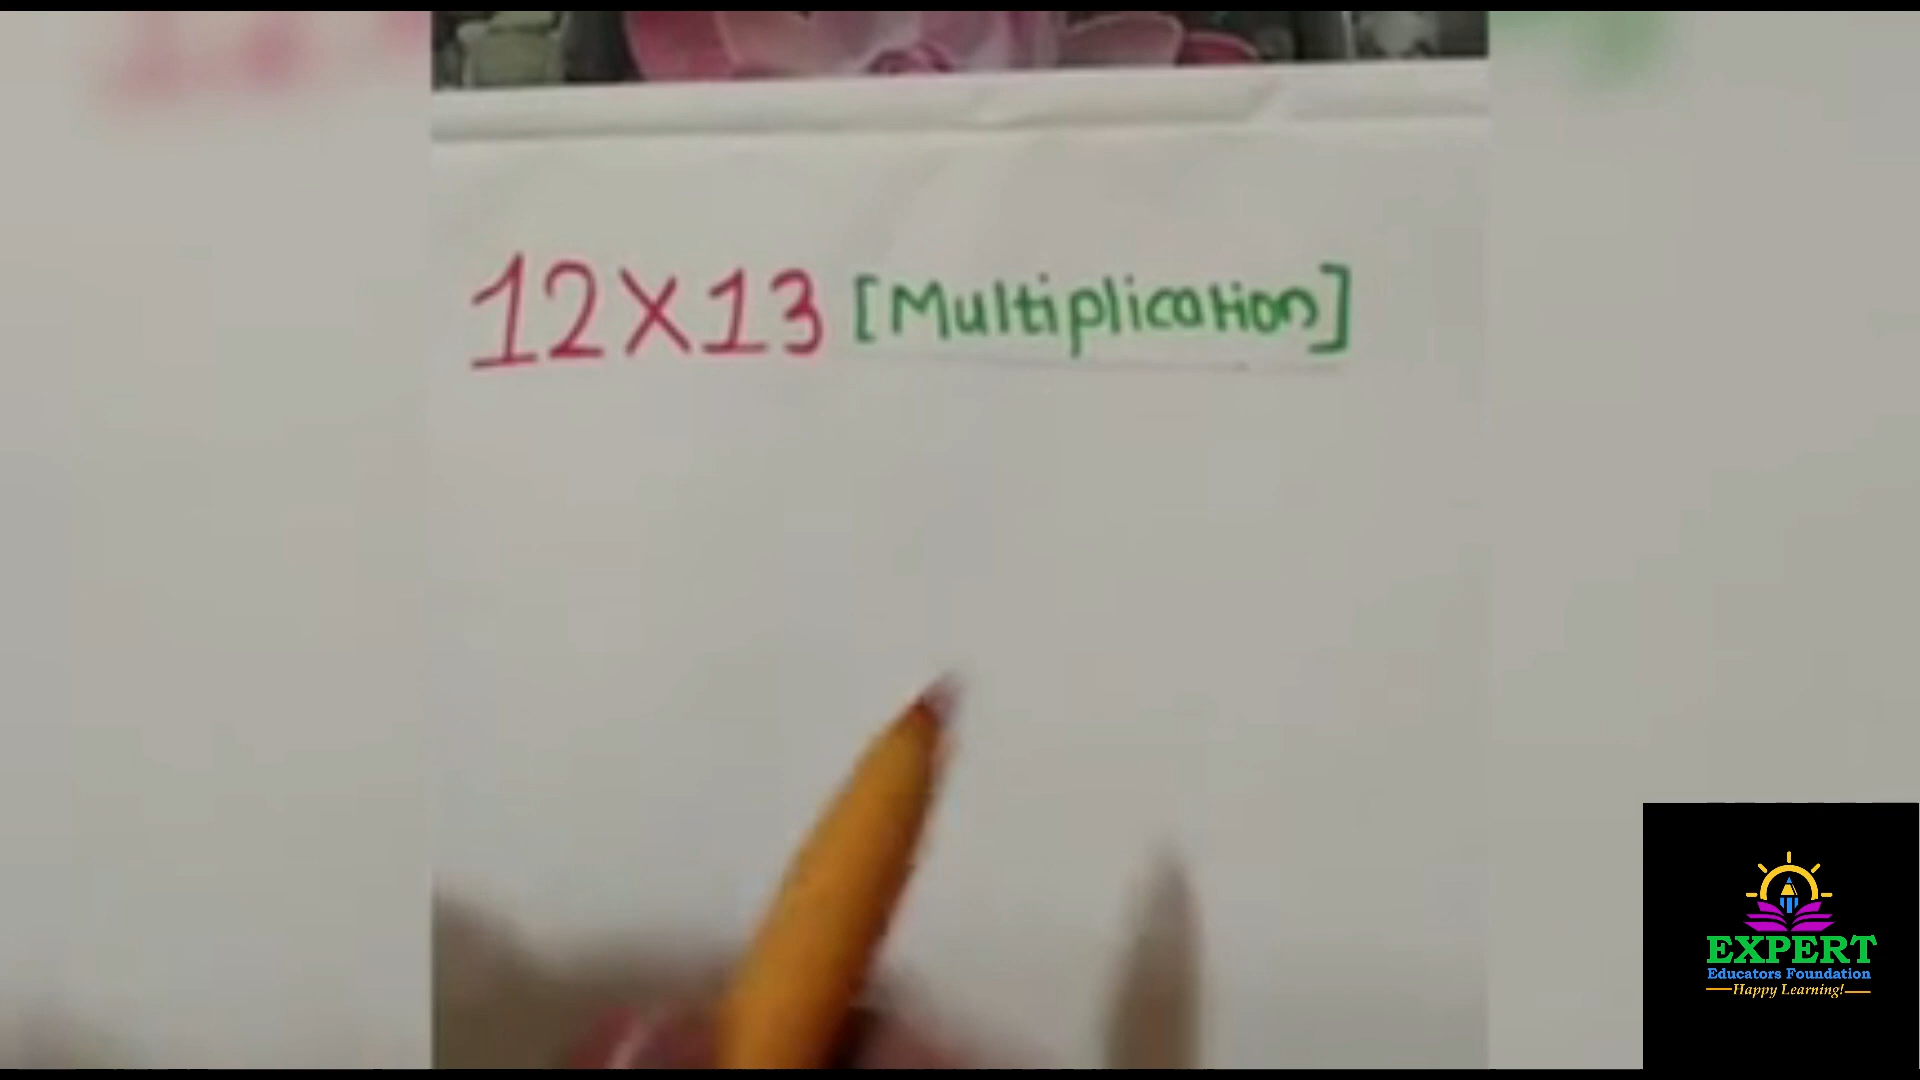 12X13 [Multiplication]
EXPERT
Educators Foundation
Happy Learning!